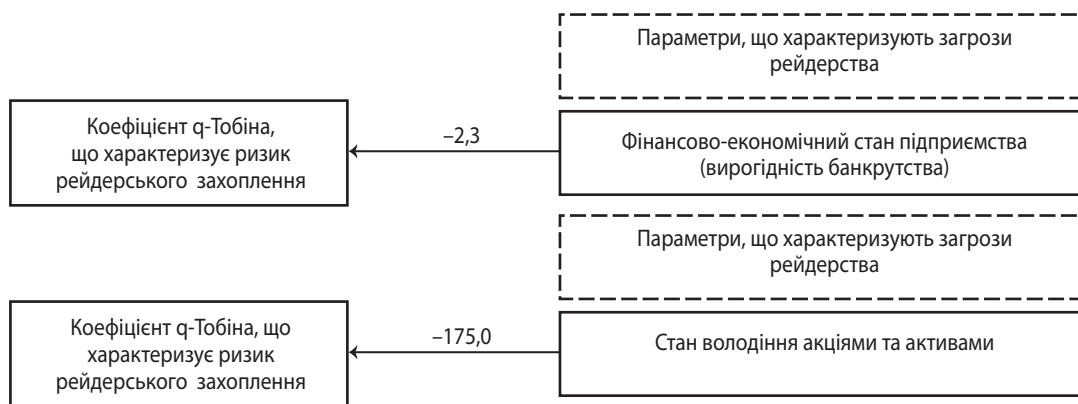 Параметри, що характеризують загрози
рейдерства
Коефіцієнт q-Тобіна,
що характеризує ризик
рейдерського захоплення
–2,3
Фінансово-економічний стан підприємства
(вирогідність банкрутства)
Параметри, що характеризують загрози
рейдерства
Коефіцієнт q-Тобіна, що
характеризує ризик
рейдерського захоплення
–175,0
Стан володіння акціями та активами